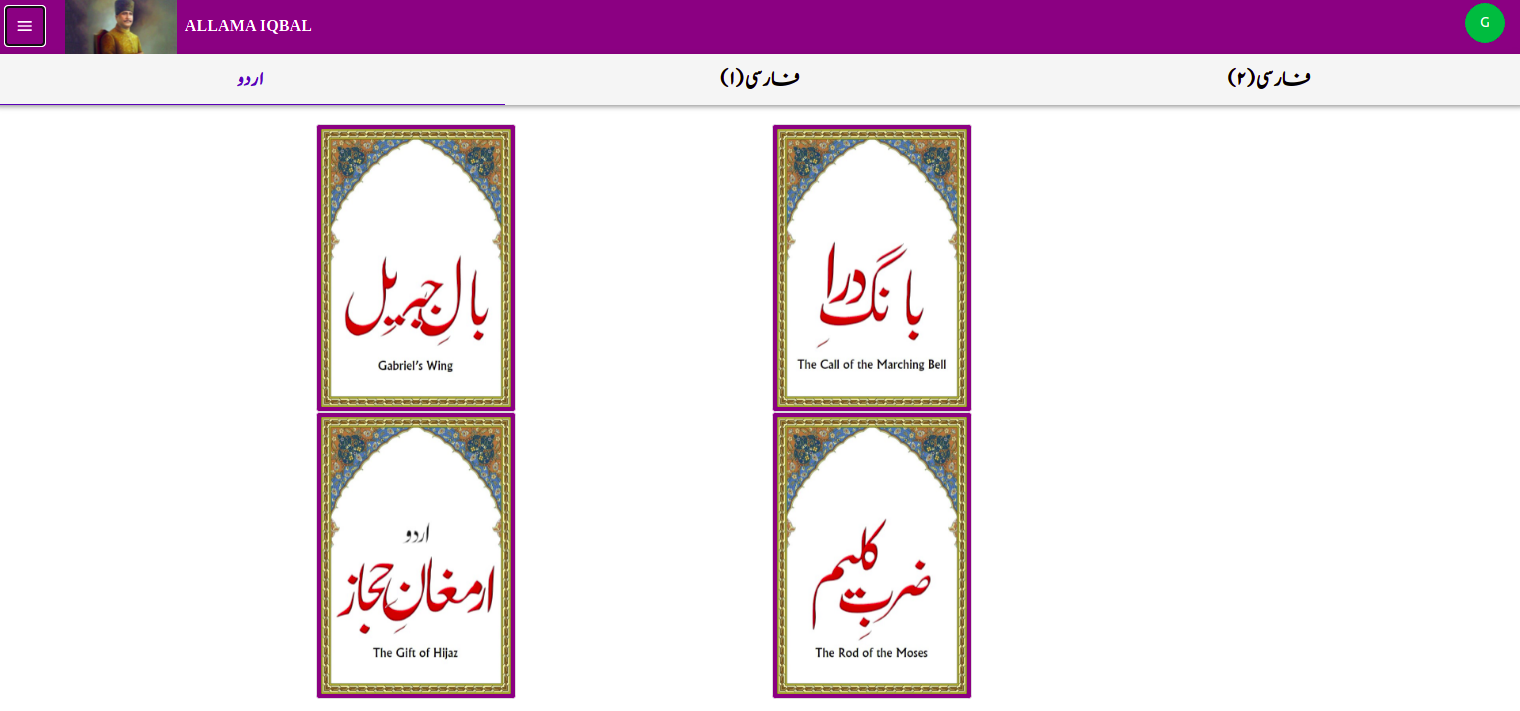 ALLAMA IQBAL
G
اردو
فارسی(۱)
فارسی(۲)
بالِ جبریل
Gabriel's Wing
بانگِ درا
The Call of the Marching Bell
اردو
ارمغانِ حجاز
The Gift of Hijaz
ضربِ کلیم
The Rod of the Moses